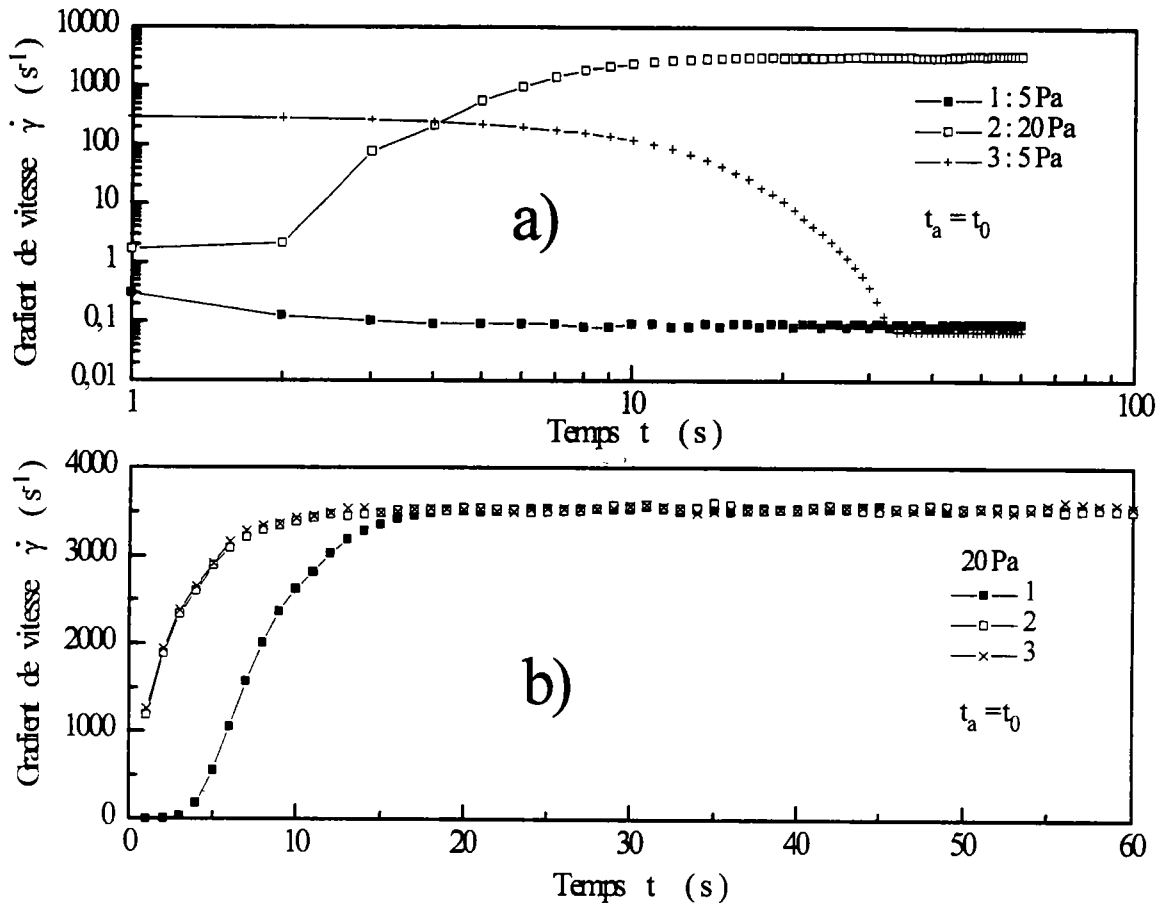 10000
1000
100
10
1
0,1
0,01
Gradient de vitesse γ̇ (s⁻¹)
1 : 5 Pa
2 : 20 Pa
3 : 5 Pa
tₐ = t₀
a)
1
10
100
Temps t (s)
4000
3000
2000
1000
0
Gradient de vitesse γ̇ (s⁻¹)
20 Pa
1
2
3
tₐ = t₀
b)
0
10
20
30
40
50
60
Temps t (s)